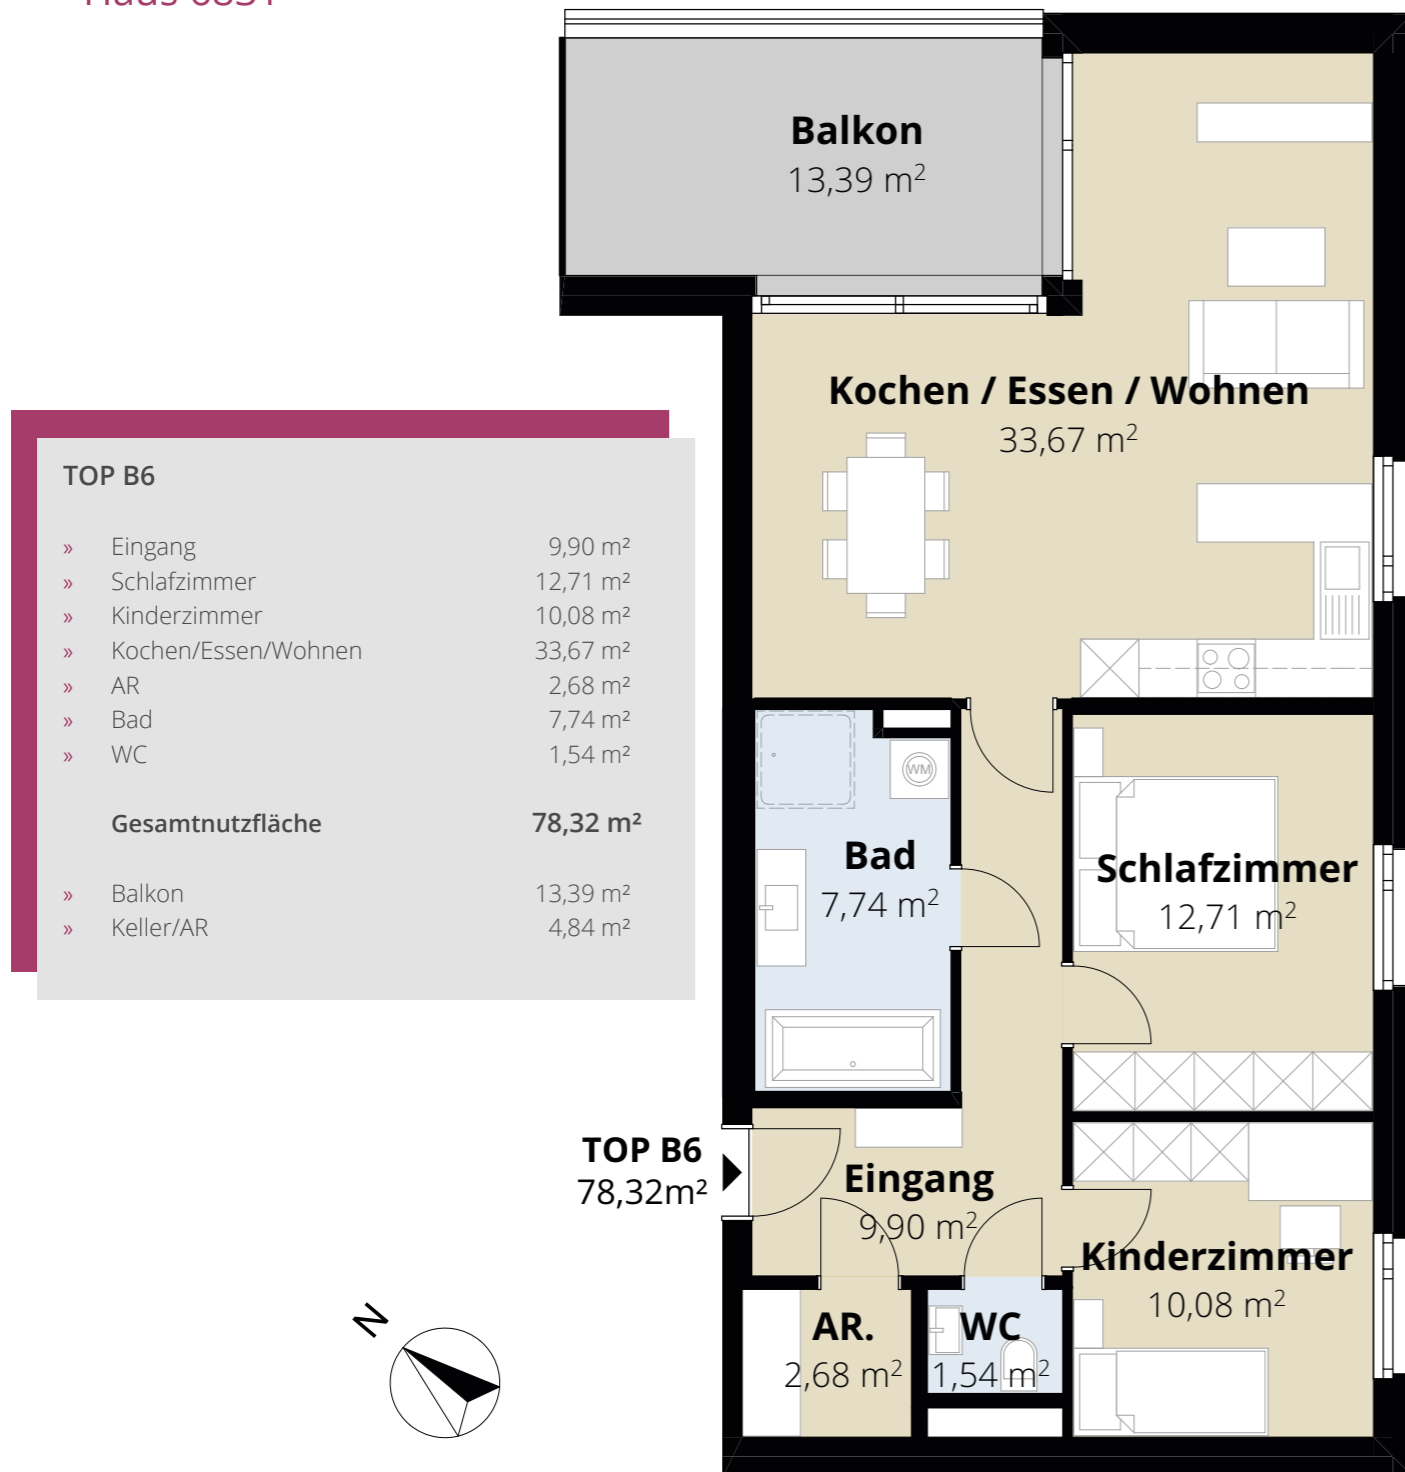 TOP B6
» Eingang 9,90 m²
» Schlafzimmer 12,71 m²
» Kinderzimmer 10,08 m²
» Kochen/Essen/Wohnen 33,67 m²
» AR 2,68 m²
» Bad 7,74 m²
» WC 1,54 m²
Gesamtnutzfläche 78,32 m²
» Balkon 13,39 m²
» Keller/AR 4,84 m²
Balkon
13,39 m²
Kochen / Essen / Wohnen
33,67 m²
WM
Bad
7,74 m²
Schlafzimmer
12,71 m²
TOP B6
78,32m²
Eingang
9,90 m²
Kinderzimmer
10,08 m²
AR.
2,68 m²
WC
1,54 m²
N